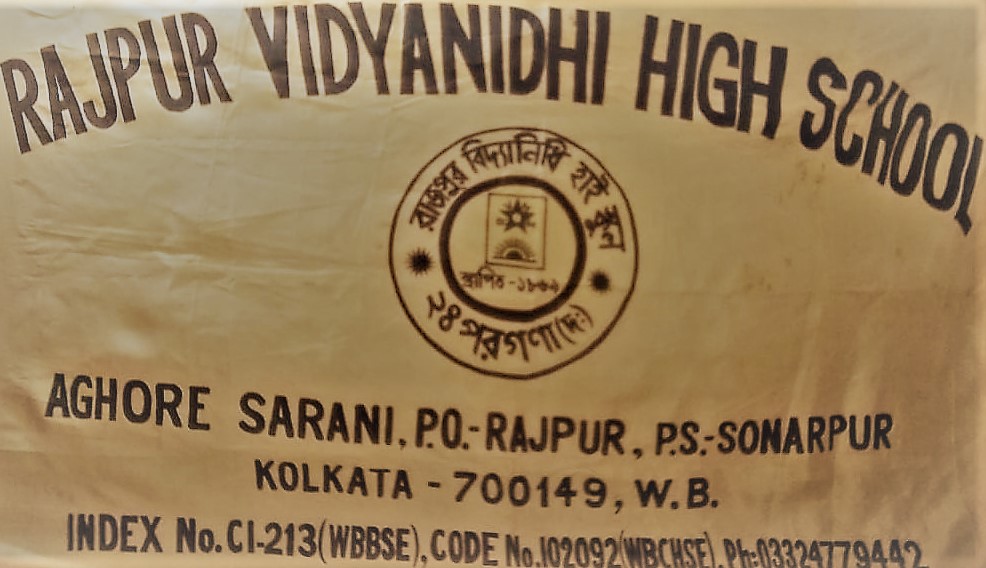 RAJPUR VIDYANIDHI HIGH SCHOOL
রাজপুর বিদ্যানিধি হাই স্কুল
স্থাপিত -
২৪ পরগণা (দঃ)
AGHORE SARANI, P.O.-RAJPUR, P.S.-SONARPUR
KOLKATA - 700149, W.B.
INDEX No. CI-213(WBBSE), CODE No.102092(WBCHSE). Ph:03324779442